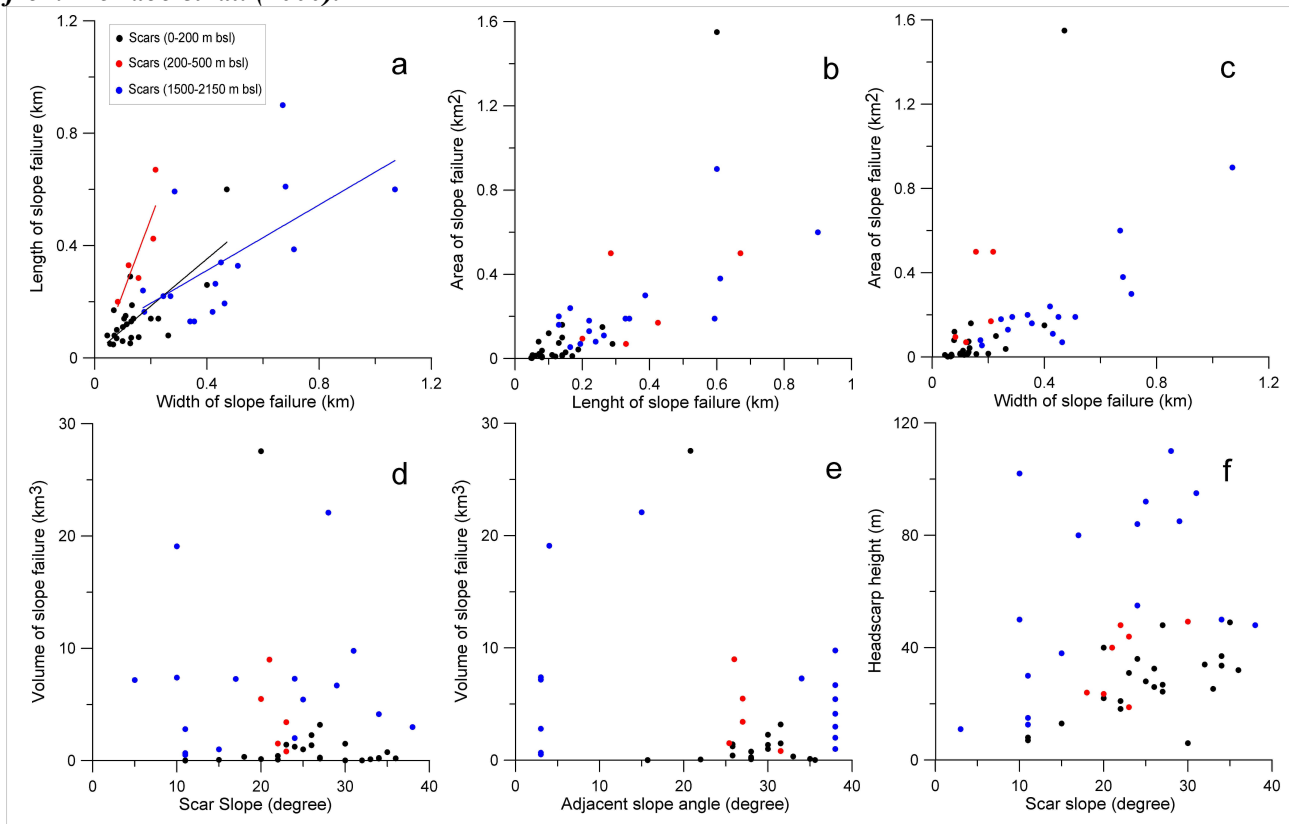 1.2
0.8
0.4
0
Length of slope failure (km)
Scars (0-200 m bsl)
Scars (200-500 m bsl)
Scars (1500-2150 m bsl)
a
0 0.4 0.8 1.2
Width of slope failure (km)
1.6
1.2
0.8
0.4
0
Area of slope failure (km2)
b
0 0.2 0.4 0.6 0.8 1
Lenght of slope failure (km)
1.6
1.2
0.8
0.4
0
Area of slope failure (km2)
c
0 0.4 0.8 1.2
Width of slope failure (km)
30
20
10
0
Volume of slope failure (km3)
d
0 10 20 30 40
Scar Slope (degree)
30
20
10
0
Volume of slope failure (km3)
e
0 10 20 30 40
Adjacent slope angle (degree)
120
80
40
0
Headscarp height (m)
f
0 10 20 30 40
Scar slope (degree)